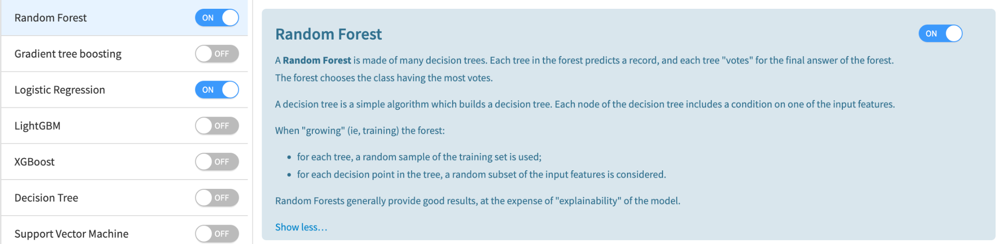 Random Forest
ON
Gradient tree boosting
OFF
Logistic Regression
ON
LightGBM
OFF
XGBoost
OFF
Decision Tree
OFF
Support Vector Machine
OFF
Random Forest
ON
A Random Forest is made of many decision trees. Each tree in the forest predicts a record, and each tree "votes" for the final answer of the forest.
The forest chooses the class having the most votes.
A decision tree is a simple algorithm which builds a decision tree. Each node of the decision tree includes a condition on one of the input features.
When "growing" (ie, training) the forest:
• for each tree, a random sample of the training set is used;
• for each decision point in the tree, a random subset of the input features is considered.
Random Forests generally provide good results, at the expense of "explainability" of the model.
Show less…